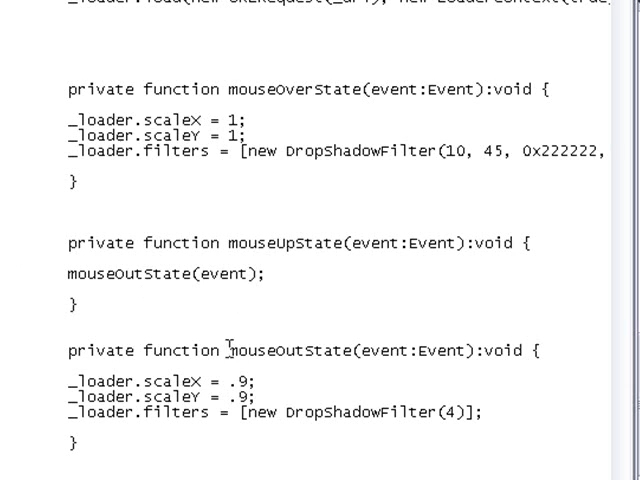 private function mouseOverState(event:Event):void {
_loader.scaleX = 1;
_loader.scaleY = 1;
_loader.filters = [new DropShadowFilter(10, 45, 0x222222,
}
private function mouseUpState(event:Event):void {
mouseOutState(event);
}
private function mouseOutState(event:Event):void {
_loader.scaleX = .9;
_loader.scaleY = .9;
_loader.filters = [new DropShadowFilter(4)];
}